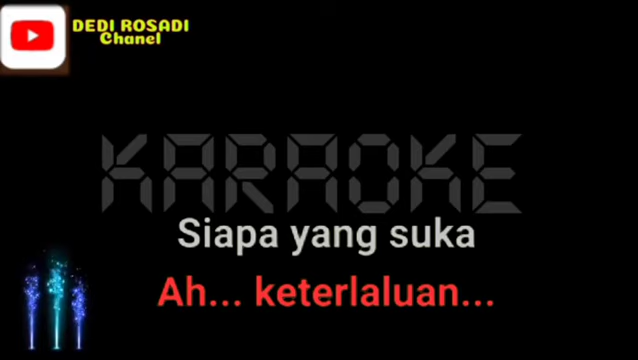 DEDI ROSADI
Chanel
KARAOKE
Siapa yang suka
Ah... keterlaluan...